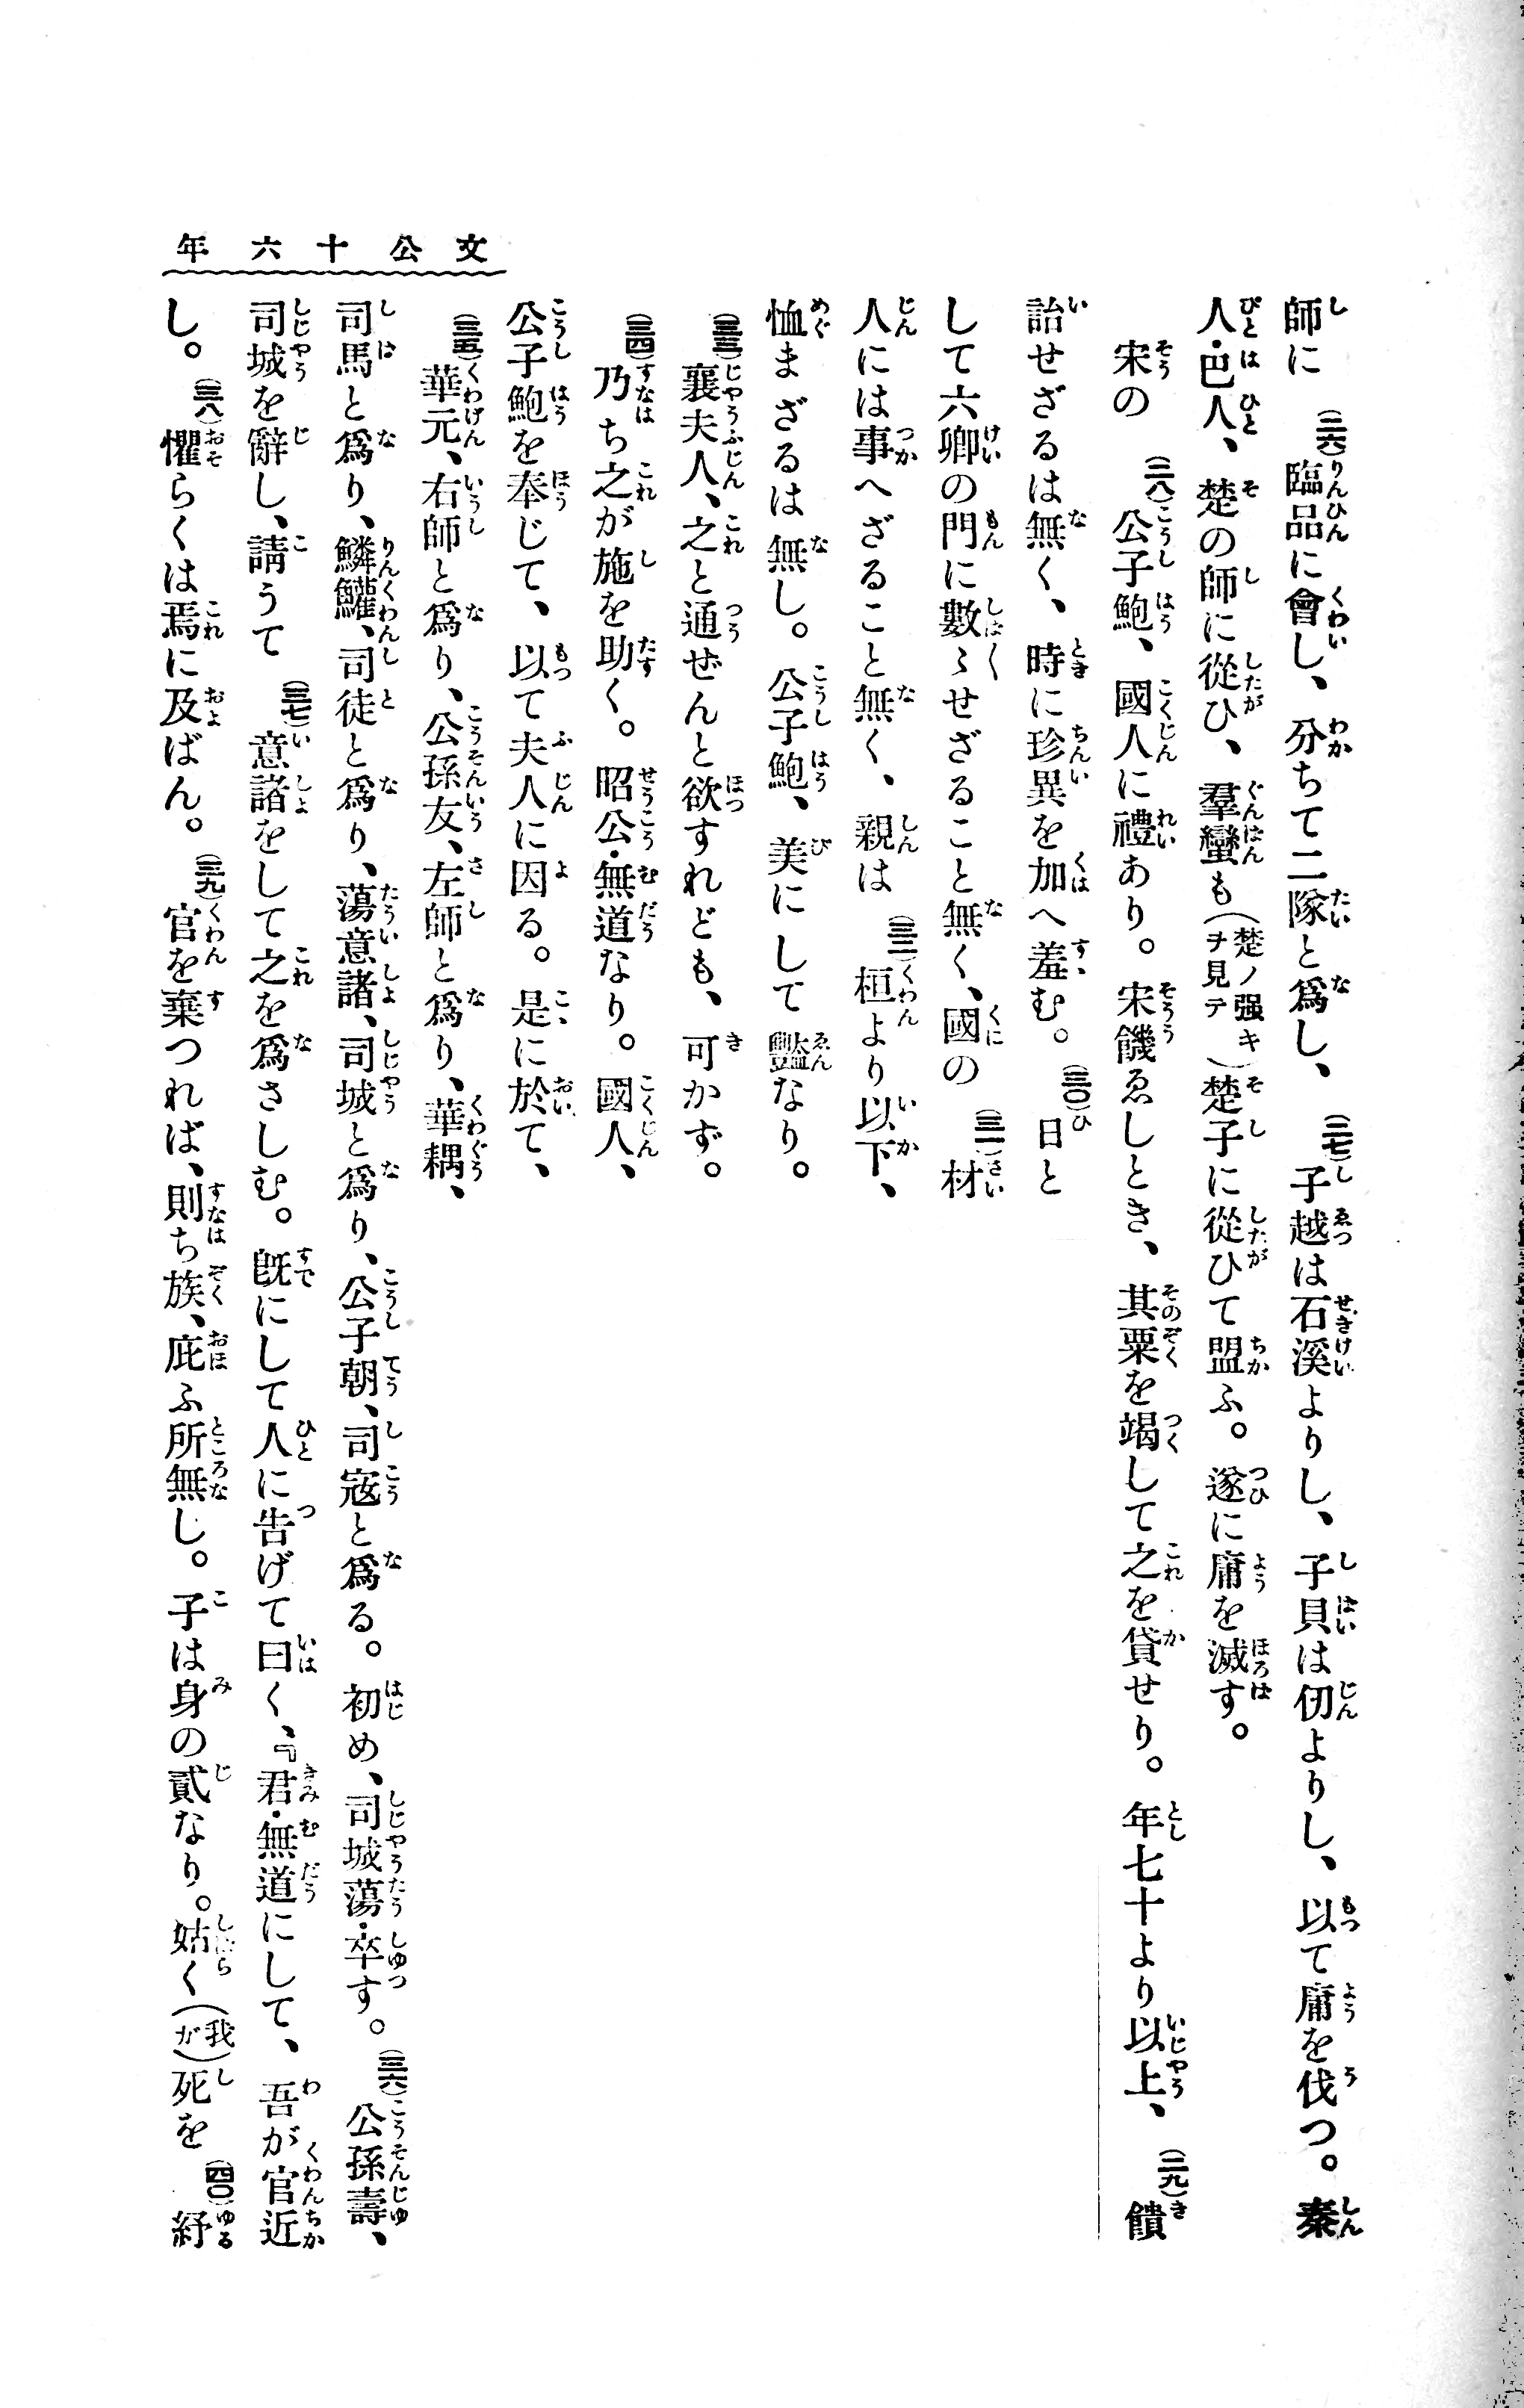 文公十六年
師に(二六)臨品に會し、分ちて二隊と爲し、(二七)子越は石溪よりし、子貝は仞よりし、以て庸を伐つ。秦
人・巴人、楚の師に從ひ、羣蠻も(楚ノ强キヲ見テ)楚子に從ひて盟ふ。遂に庸を滅す。
宋の(二八)公子鮑、國人に禮あり。宋饑ゑしとき、其粟を竭して之を貸せり。年七十より以上、(二九)饋
詒せざるは無く、時に珍異を加へ羞む。(三〇)日と
して六卿の門に數〻せざること無く、國の(三一)材
人には事へざること無く、親は(三二)桓より以下、
恤まざるは無し。公子鮑、美にして豔なり。
(三三)襄夫人、之と通ぜんと欲すれども、可かず。
(三四)乃ち之が施を助く。昭公・無道なり。國人、
公子鮑を奉じて、以て夫人に因る。是に於て、
(三五)華元、右師と爲り、公孫友、左師と爲り、華耦、
司馬と爲り、鱗鱹、司徒と爲り、蕩意諸、司城と爲り、公子朝、司寇と爲る。初め、司城蕩・卒す。(三六)公孫壽、
司城を辭し、請うて(三七)意諸をして之を爲さしむ。既にして人に告げて曰く、『君・無道にして、吾が官近
し。(三八)懼らくは焉に及ばん。(三九)官を棄つれば、則ち族、庇ふ所無し。子は身の貳なり。姑く(我ガ)死を(四〇)紓